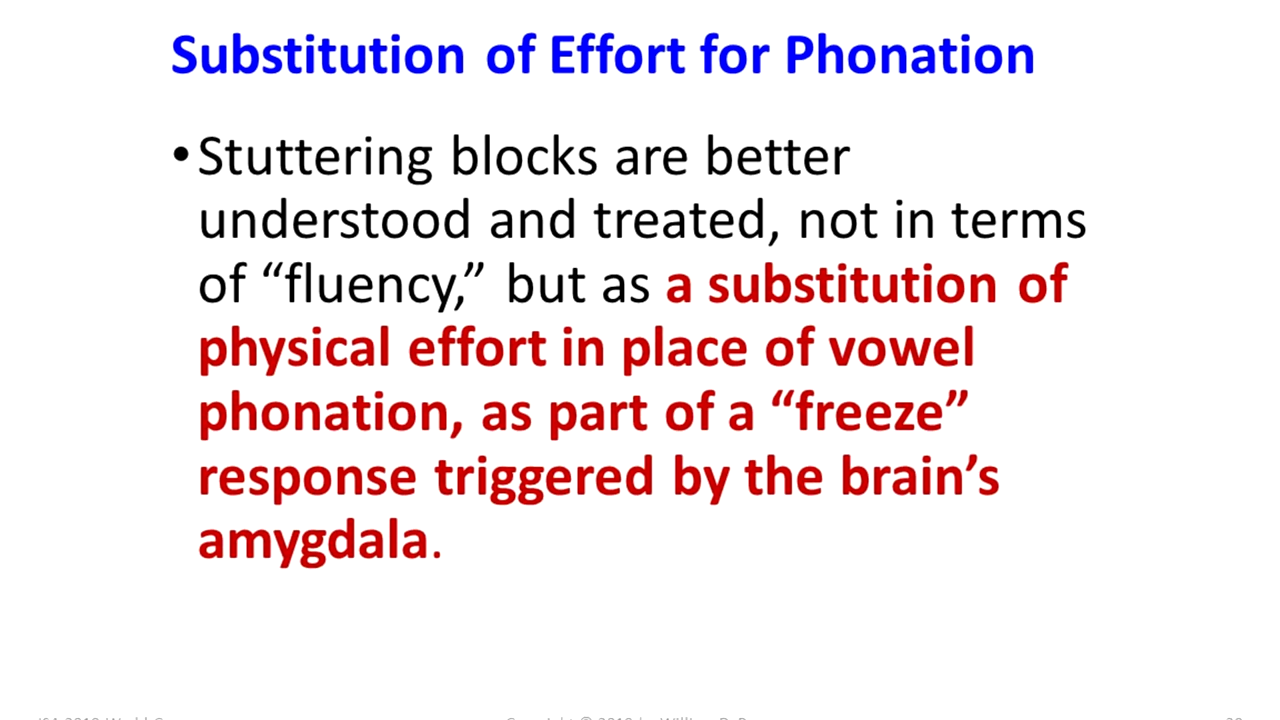 Substitution of Effort for Phonation
•Stuttering blocks are better
understood and treated, not in terms
of “fluency,” but as a substitution of
physical effort in place of vowel
phonation, as part of a “freeze”
response triggered by the brain’s
amygdala.